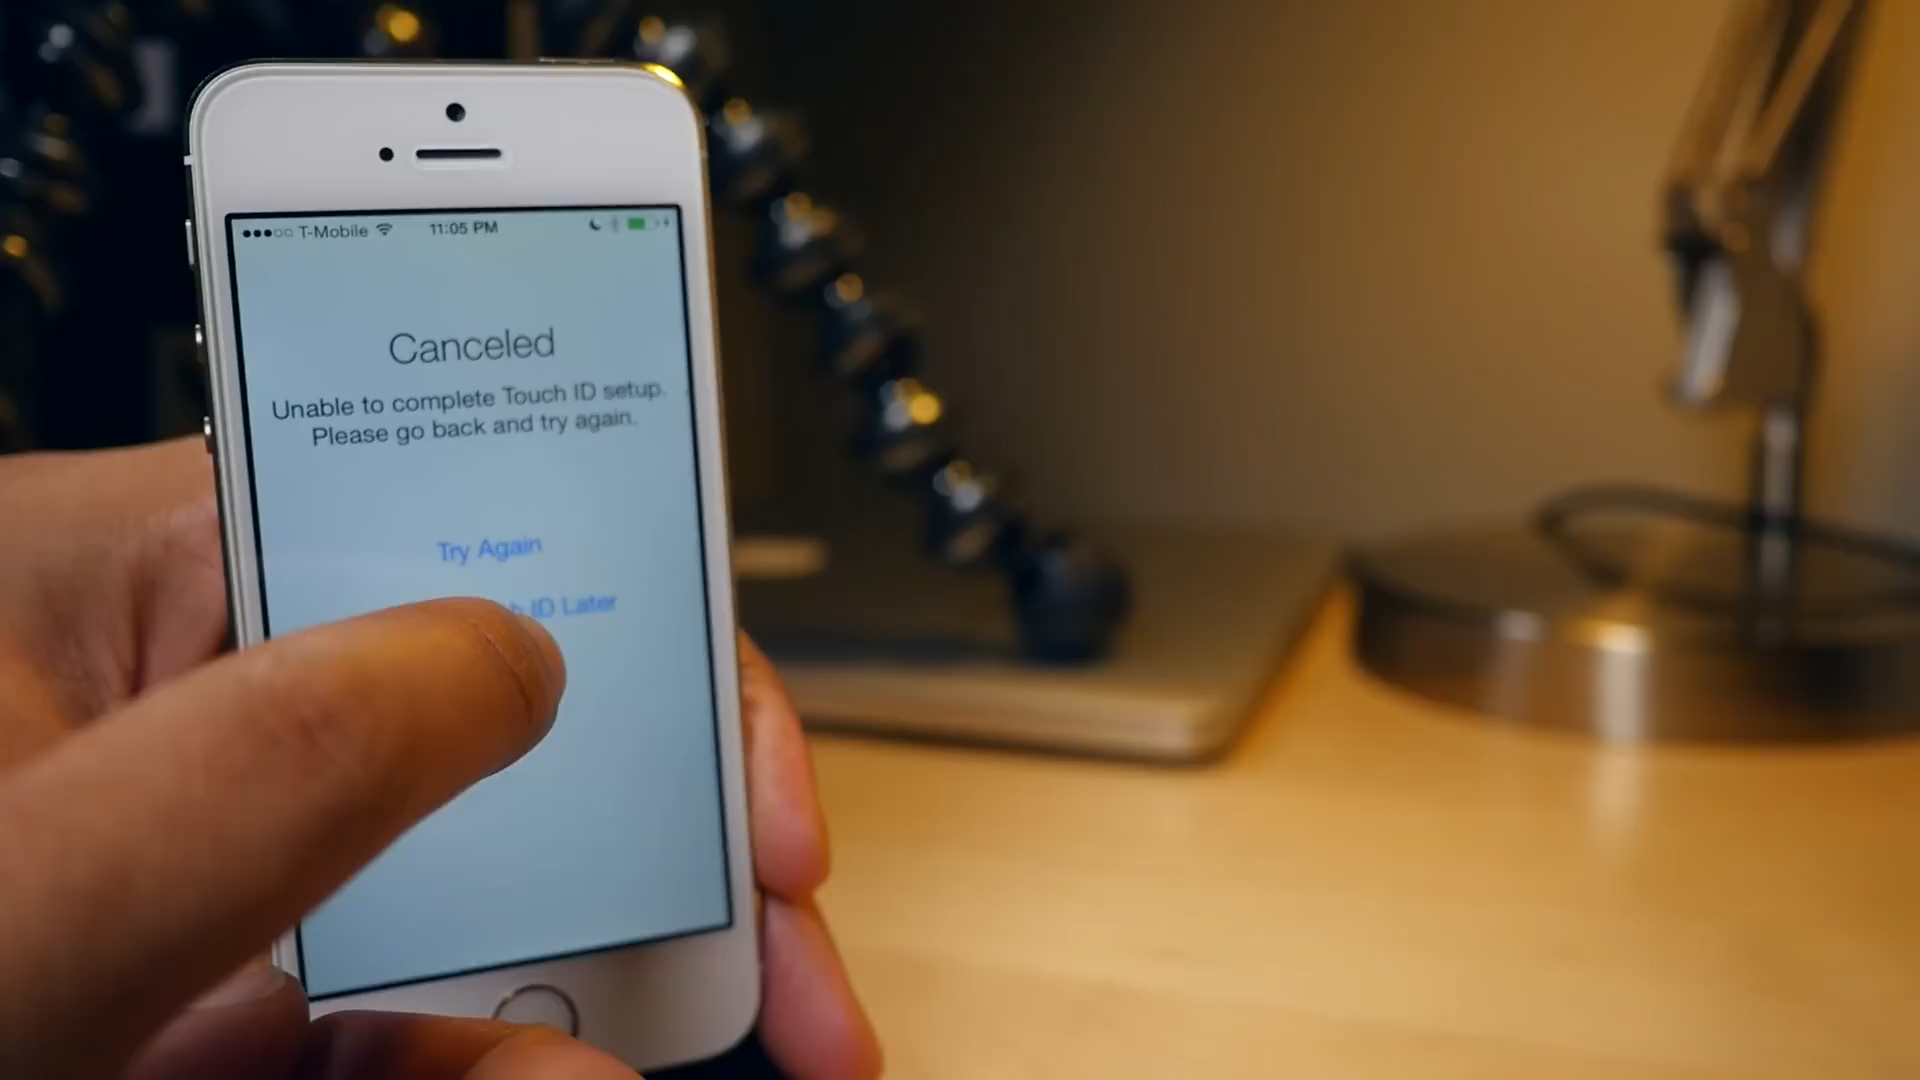 T-Mobile 11:05 PM
Canceled
Unable to complete Touch ID setup.
Please go back and try again.
Try Again
ID Later